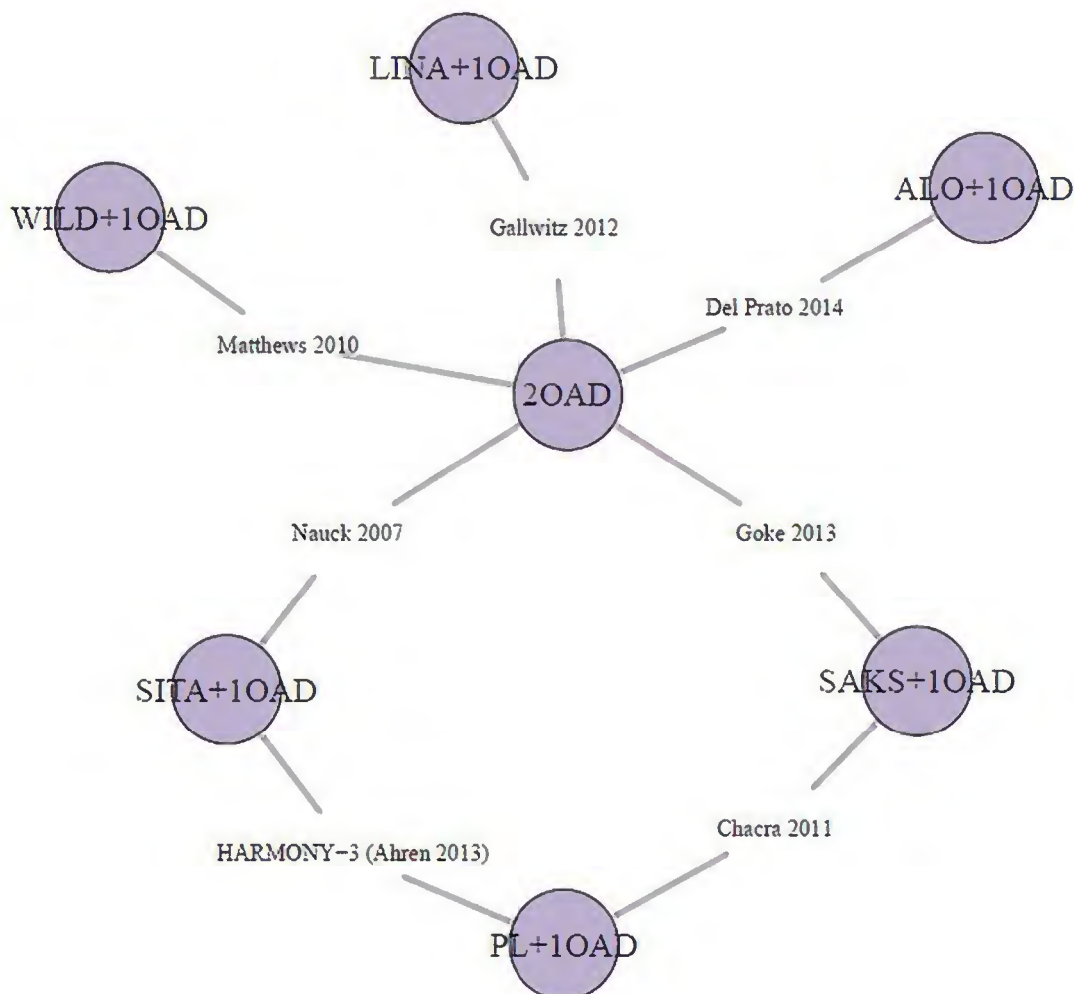 LINA+1OAD
ALO+1OAD
WILD+1OAD
Gallwitz 2012
Del Prato 2014
Matthews 2010
2OAD
Nauck 2007
Goke 2013
SITA+1OAD
SAKS+1OAD
Chacra 2011
HARMONY-3 (Ahren 2013)
PL+1OAD